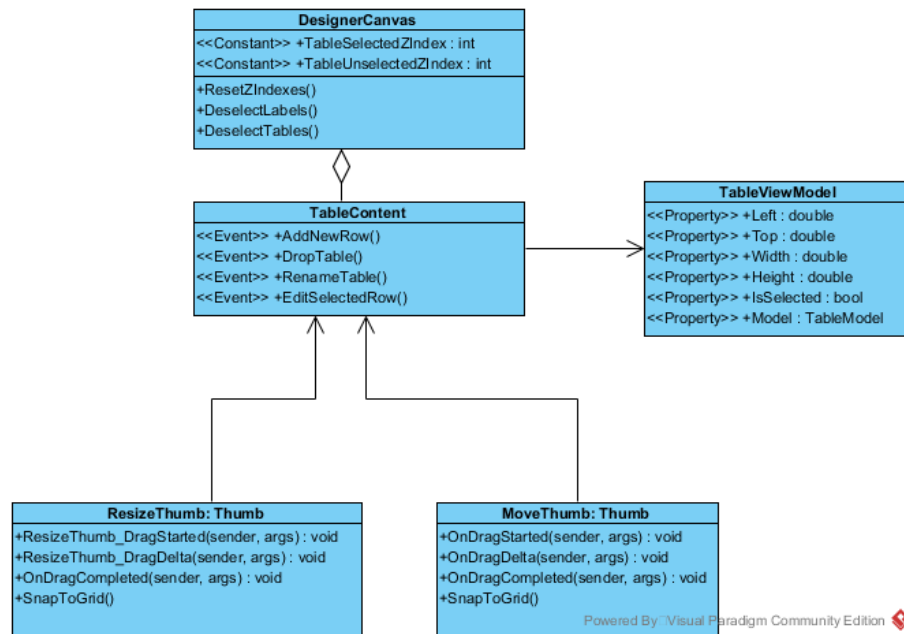 DesignerCanvas
<<Constant>> +TableSelectedZIndex : int
<<Constant>> +TableUnselectedZIndex : int
+ResetZIndexes()
+DeselectLabels()
+DeselectTables()
TableContent
<<Event>> +AddNewRow()
<<Event>> +DropTable()
<<Event>> +RenameTable()
<<Event>> +EditSelectedRow()
TableViewModel
<<Property>> +Left : double
<<Property>> +Top : double
<<Property>> +Width : double
<<Property>> +Height : double
<<Property>> +IsSelected : bool
<<Property>> +Model : TableModel
ResizeThumb: Thumb
+ResizeThumb_DragStarted(sender, args) : void
+ResizeThumb_DragDelta(sender, args) : void
+OnDragCompleted(sender, args) : void
+SnapToGrid()
MoveThumb: Thumb
+OnDragStarted(sender, args) : void
+OnDragDelta(sender, args) : void
+OnDragCompleted(sender, args) : void
+SnapToGrid()
Powered By Visual Paradigm Community Edition